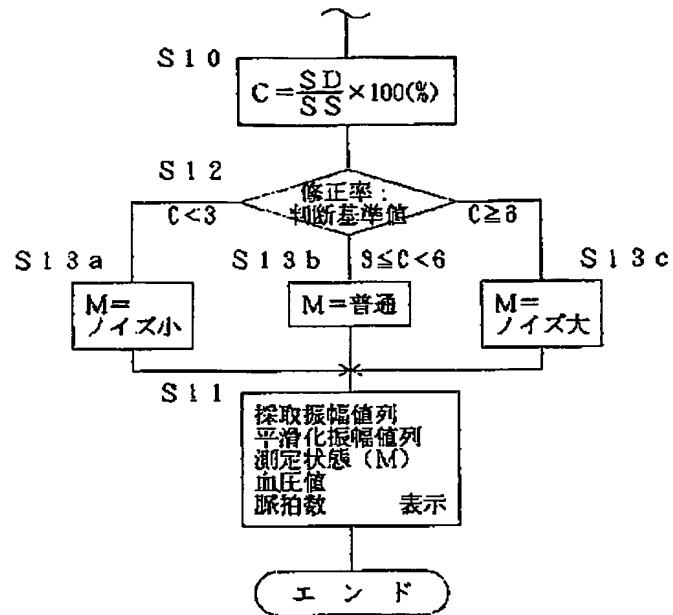 S10
C=SD/SS×100(%)
S12
修正率:
判断基準値
C<3
C≧6
S13a
S13b
3≦C<6
S13c
M=
ノイズ小
M=普通
M=
ノイズ大
S11
採取振幅値列
平滑化振幅値列
測定状態(M)
血圧値
脈拍数 表示
エンド